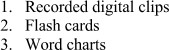 1. Recorded digital clips
2. Flash cards
3. Word charts